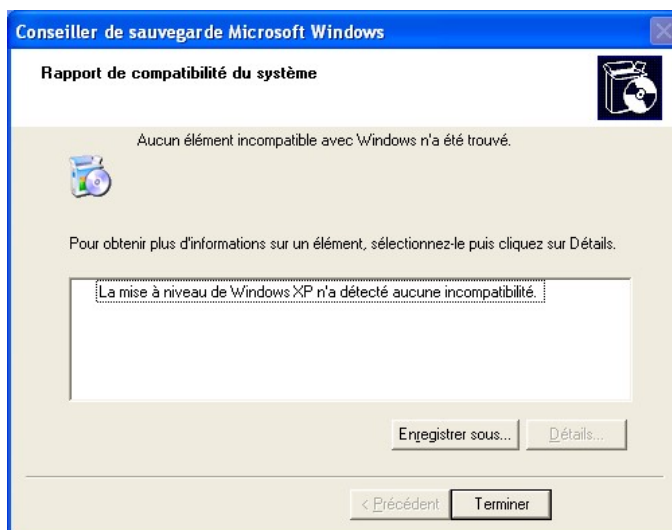 Conseiller de sauvegarde Microsoft Windows
Rapport de compatibilité du système
Aucun élément incompatible avec Windows n'a été trouvé.
Pour obtenir plus d'informations sur un élément, sélectionnez-le puis cliquez sur Détails.
La mise à niveau de Windows XP n'a détecté aucune incompatibilité.
Enregistrer sous... Détails...
< Précédent Terminer